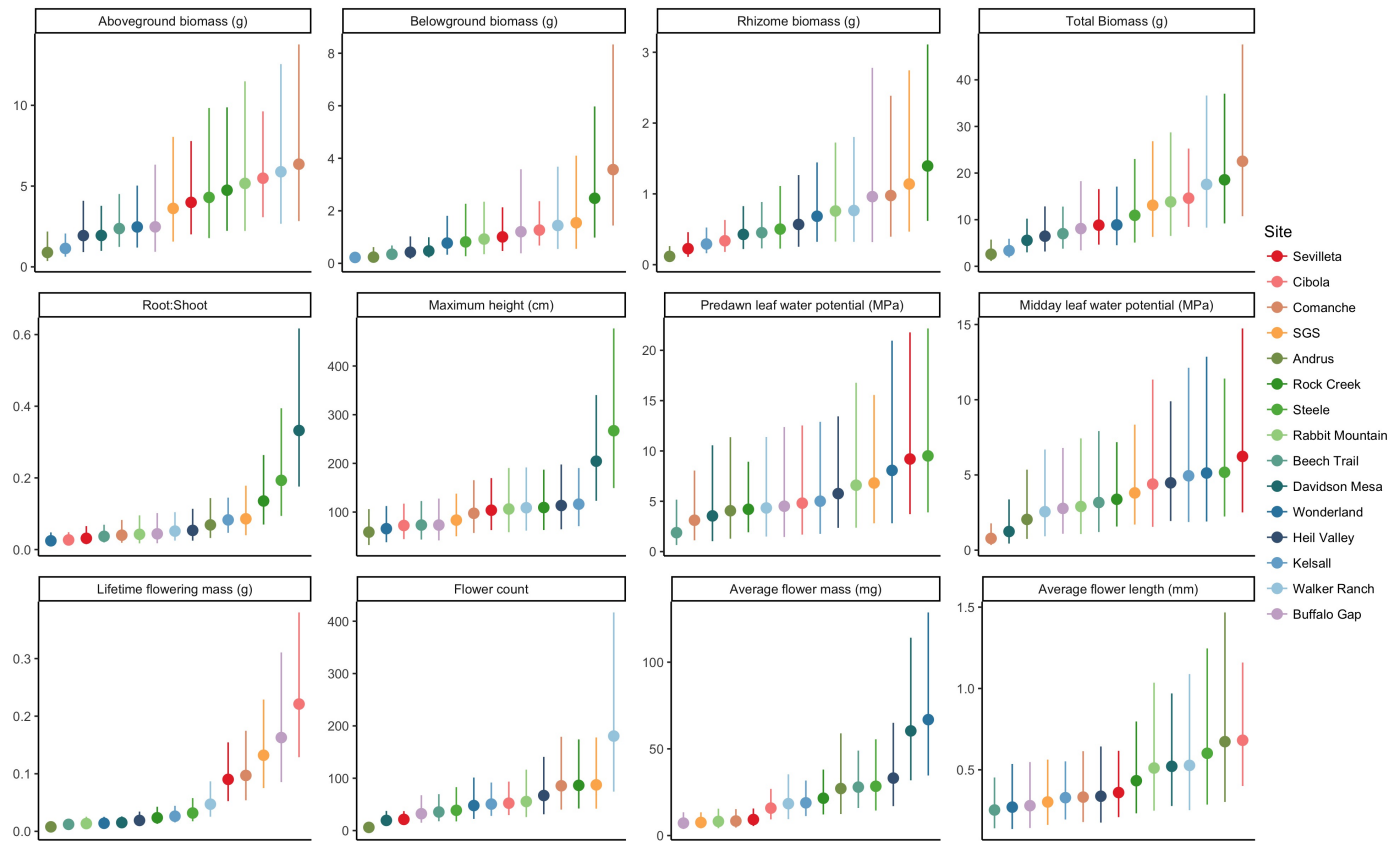 Aboveground biomass (g)
Belowground biomass (g)
Rhizome biomass (g)
Total Biomass (g)
10
5
0
8
6
4
2
0
3
2
1
0
40
30
20
10
0
Root:Shoot
Maximum height (cm)
Predawn leaf water potential (MPa)
Midday leaf water potential (MPa)
0.6
0.4
0.2
0.0
400
300
200
100
20
15
10
5
0
15
10
5
0
Lifetime flowering mass (g)
Flower count
Average flower mass (mg)
Average flower length (mm)
0.3
0.2
0.1
0.0
400
300
200
100
0
100
50
0
1.5
1.0
0.5
Site
Sevilleta
Cibola
Comanche
SGS
Andrus
Rock Creek
Steele
Rabbit Mountain
Beech Trail
Davidson Mesa
Wonderland
Heil Valley
Kelsall
Walker Ranch
Buffalo Gap